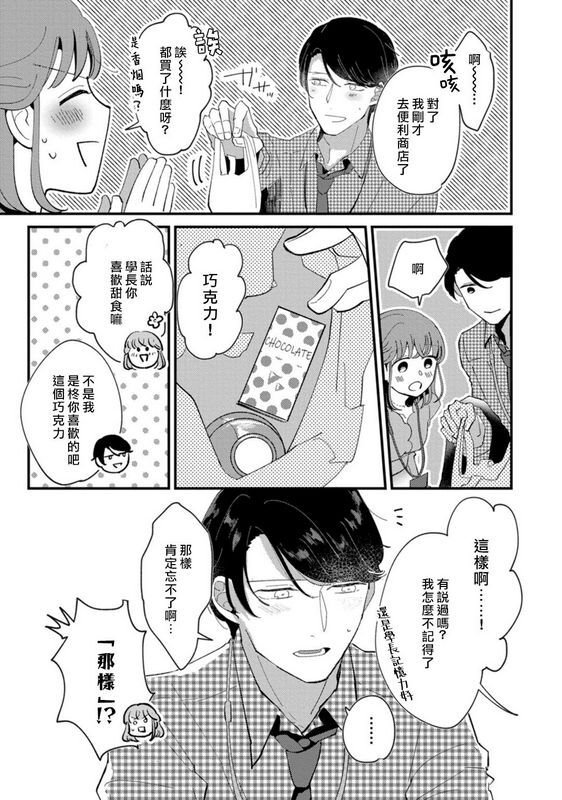 咳咳
啊～～…
對了
我剛才
去便利商店了
誒
誒～～～！
都買了什麼呀？
是香烟嗎？
啊
巧克力！
CHOCOLATE
話說
學長你
喜歡甜食嘛
不是我
是柊你喜歡的吧
這個巧克力
這樣啊……！
有說過嗎？
我怎麼不記得了
還是學長記憶力好
……
那樣
肯定忘不了啊…
「那樣」!?